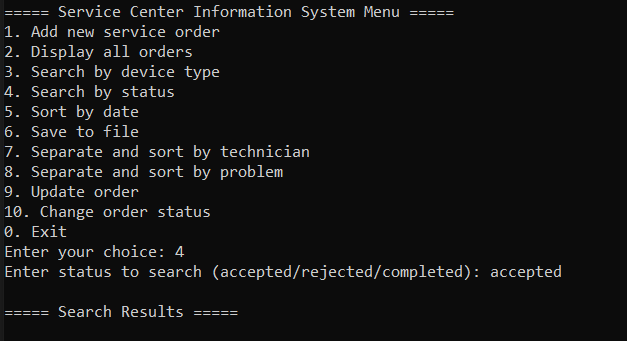 ===== Service Center Information System Menu =====
1. Add new service order
2. Display all orders
3. Search by device type
4. Search by status
5. Sort by date
6. Save to file
7. Separate and sort by technician
8. Separate and sort by problem
9. Update order
10. Change order status
0. Exit
Enter your choice: 4
Enter status to search (accepted/rejected/completed): accepted
===== Search Results =====